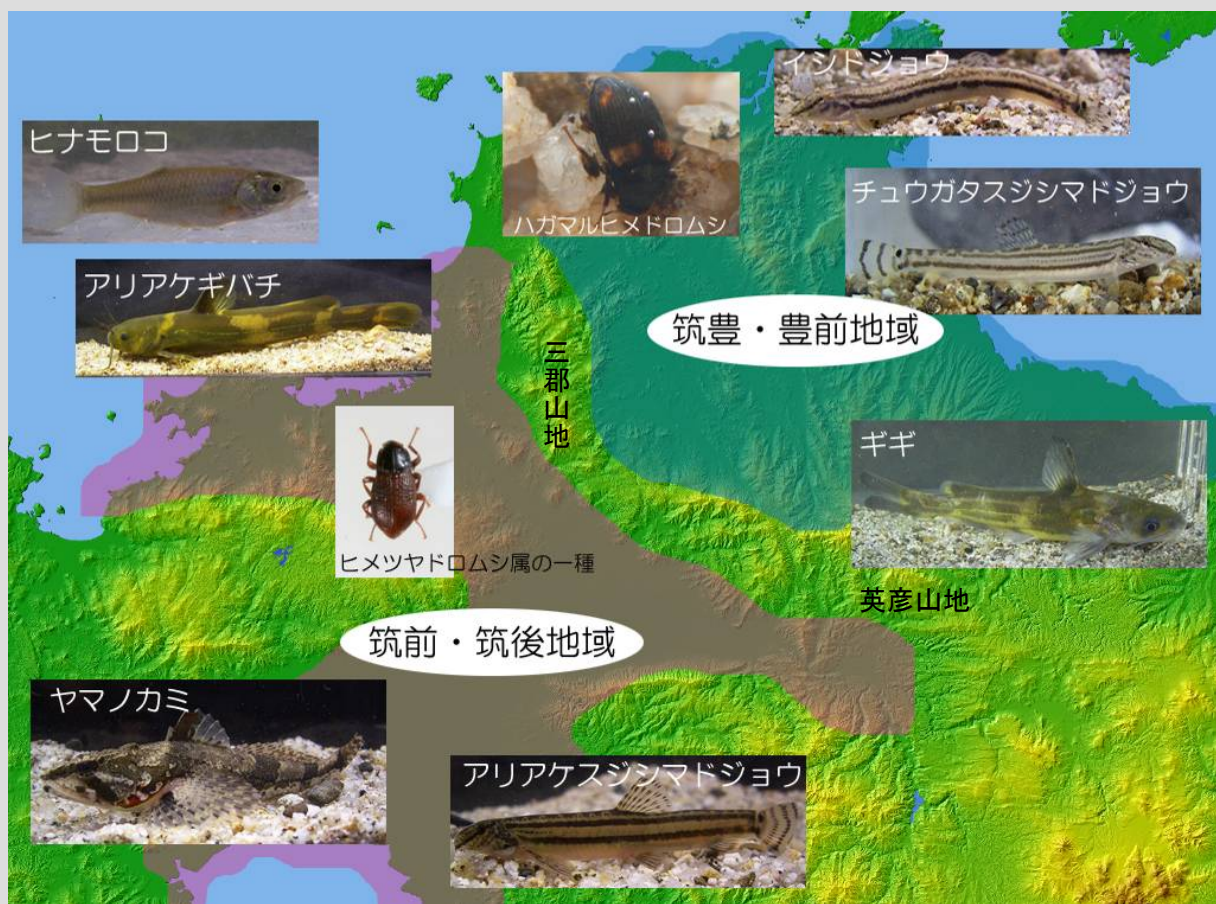 イシドジョウ
ヒナモロコ
ハガマルヒメドロムシ
チュウガタスジシマドジョウ
アリアケギバチ
筑豊・豊前地域
三郡山地
ギギ
ヒメツヤドロムシ属の一種
英彦山地
筑前・筑後地域
ヤマノカミ
アリアケスジシマドジョウ